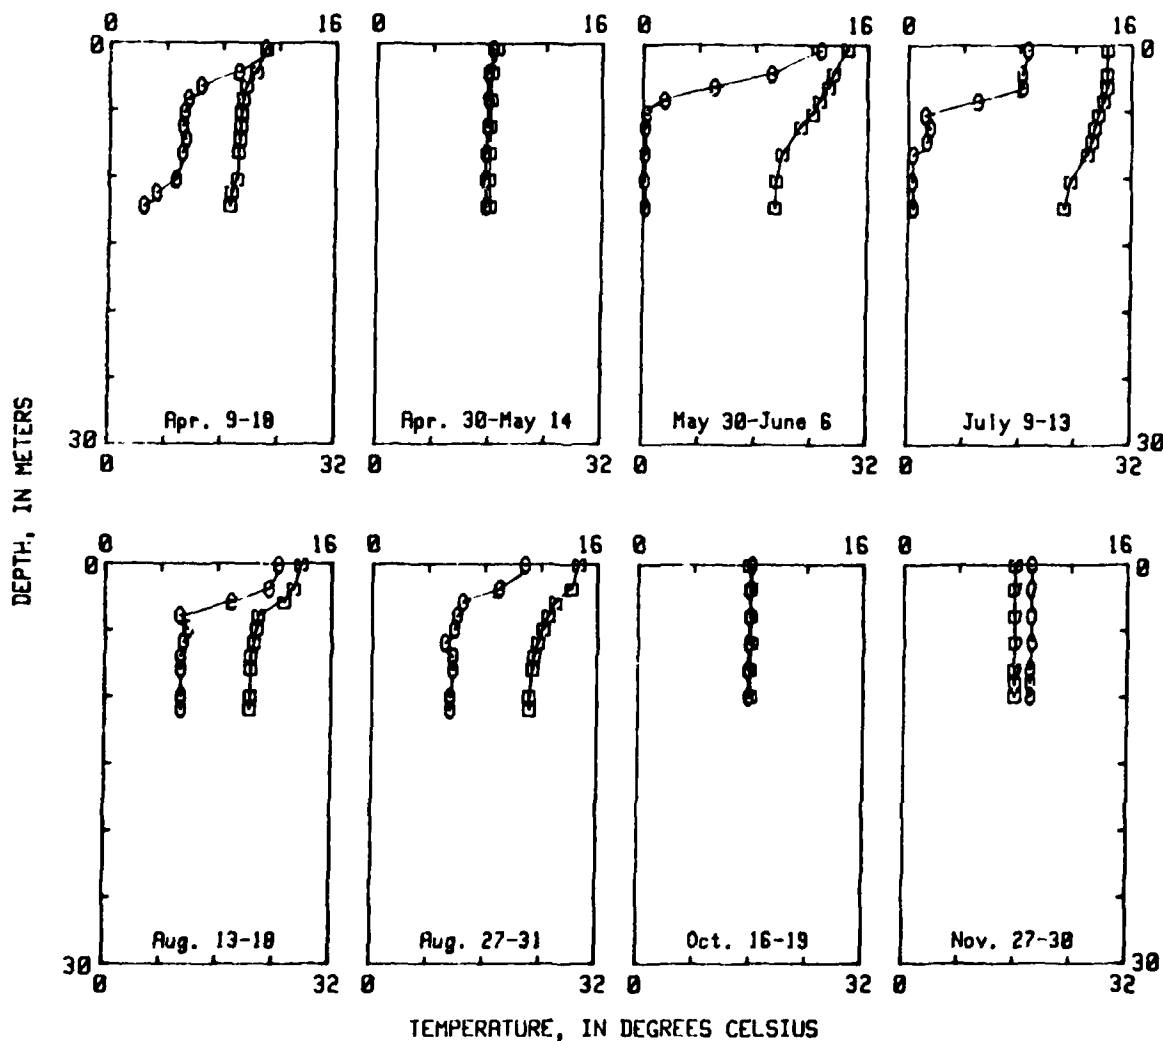 0 16 0 16 0 16 0 16
0 0
Apr. 9-10 Apr. 30-May 14 May 30-June 6 July 9-13
30 30
0 32 0 32 0 32 0 32
DEPTH, IN METERS
0 16 0 16 0 16 0 16
0 0
Aug. 13-18 Aug. 27-31 Oct. 16-19 Nov. 27-30
30 30
0 32 0 32 0 32 0 32
TEMPERATURE, IN DEGREES CELSIUS